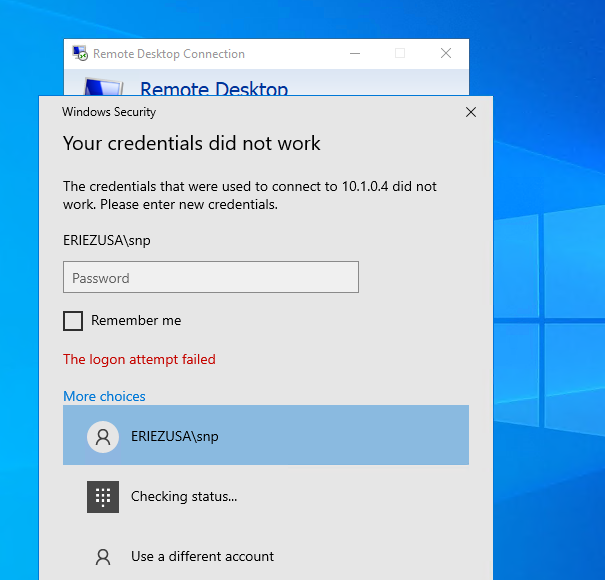 Remote Desktop Connection
Remote Desktop
Windows Security
Your credentials did not work
The credentials that were used to connect to 10.1.0.4 did not
work. Please enter new credentials.
ERIEZUSA\snp
Password
Remember me
The logon attempt failed
More choices
ERIEZUSA\snp
Checking status...
Use a different account